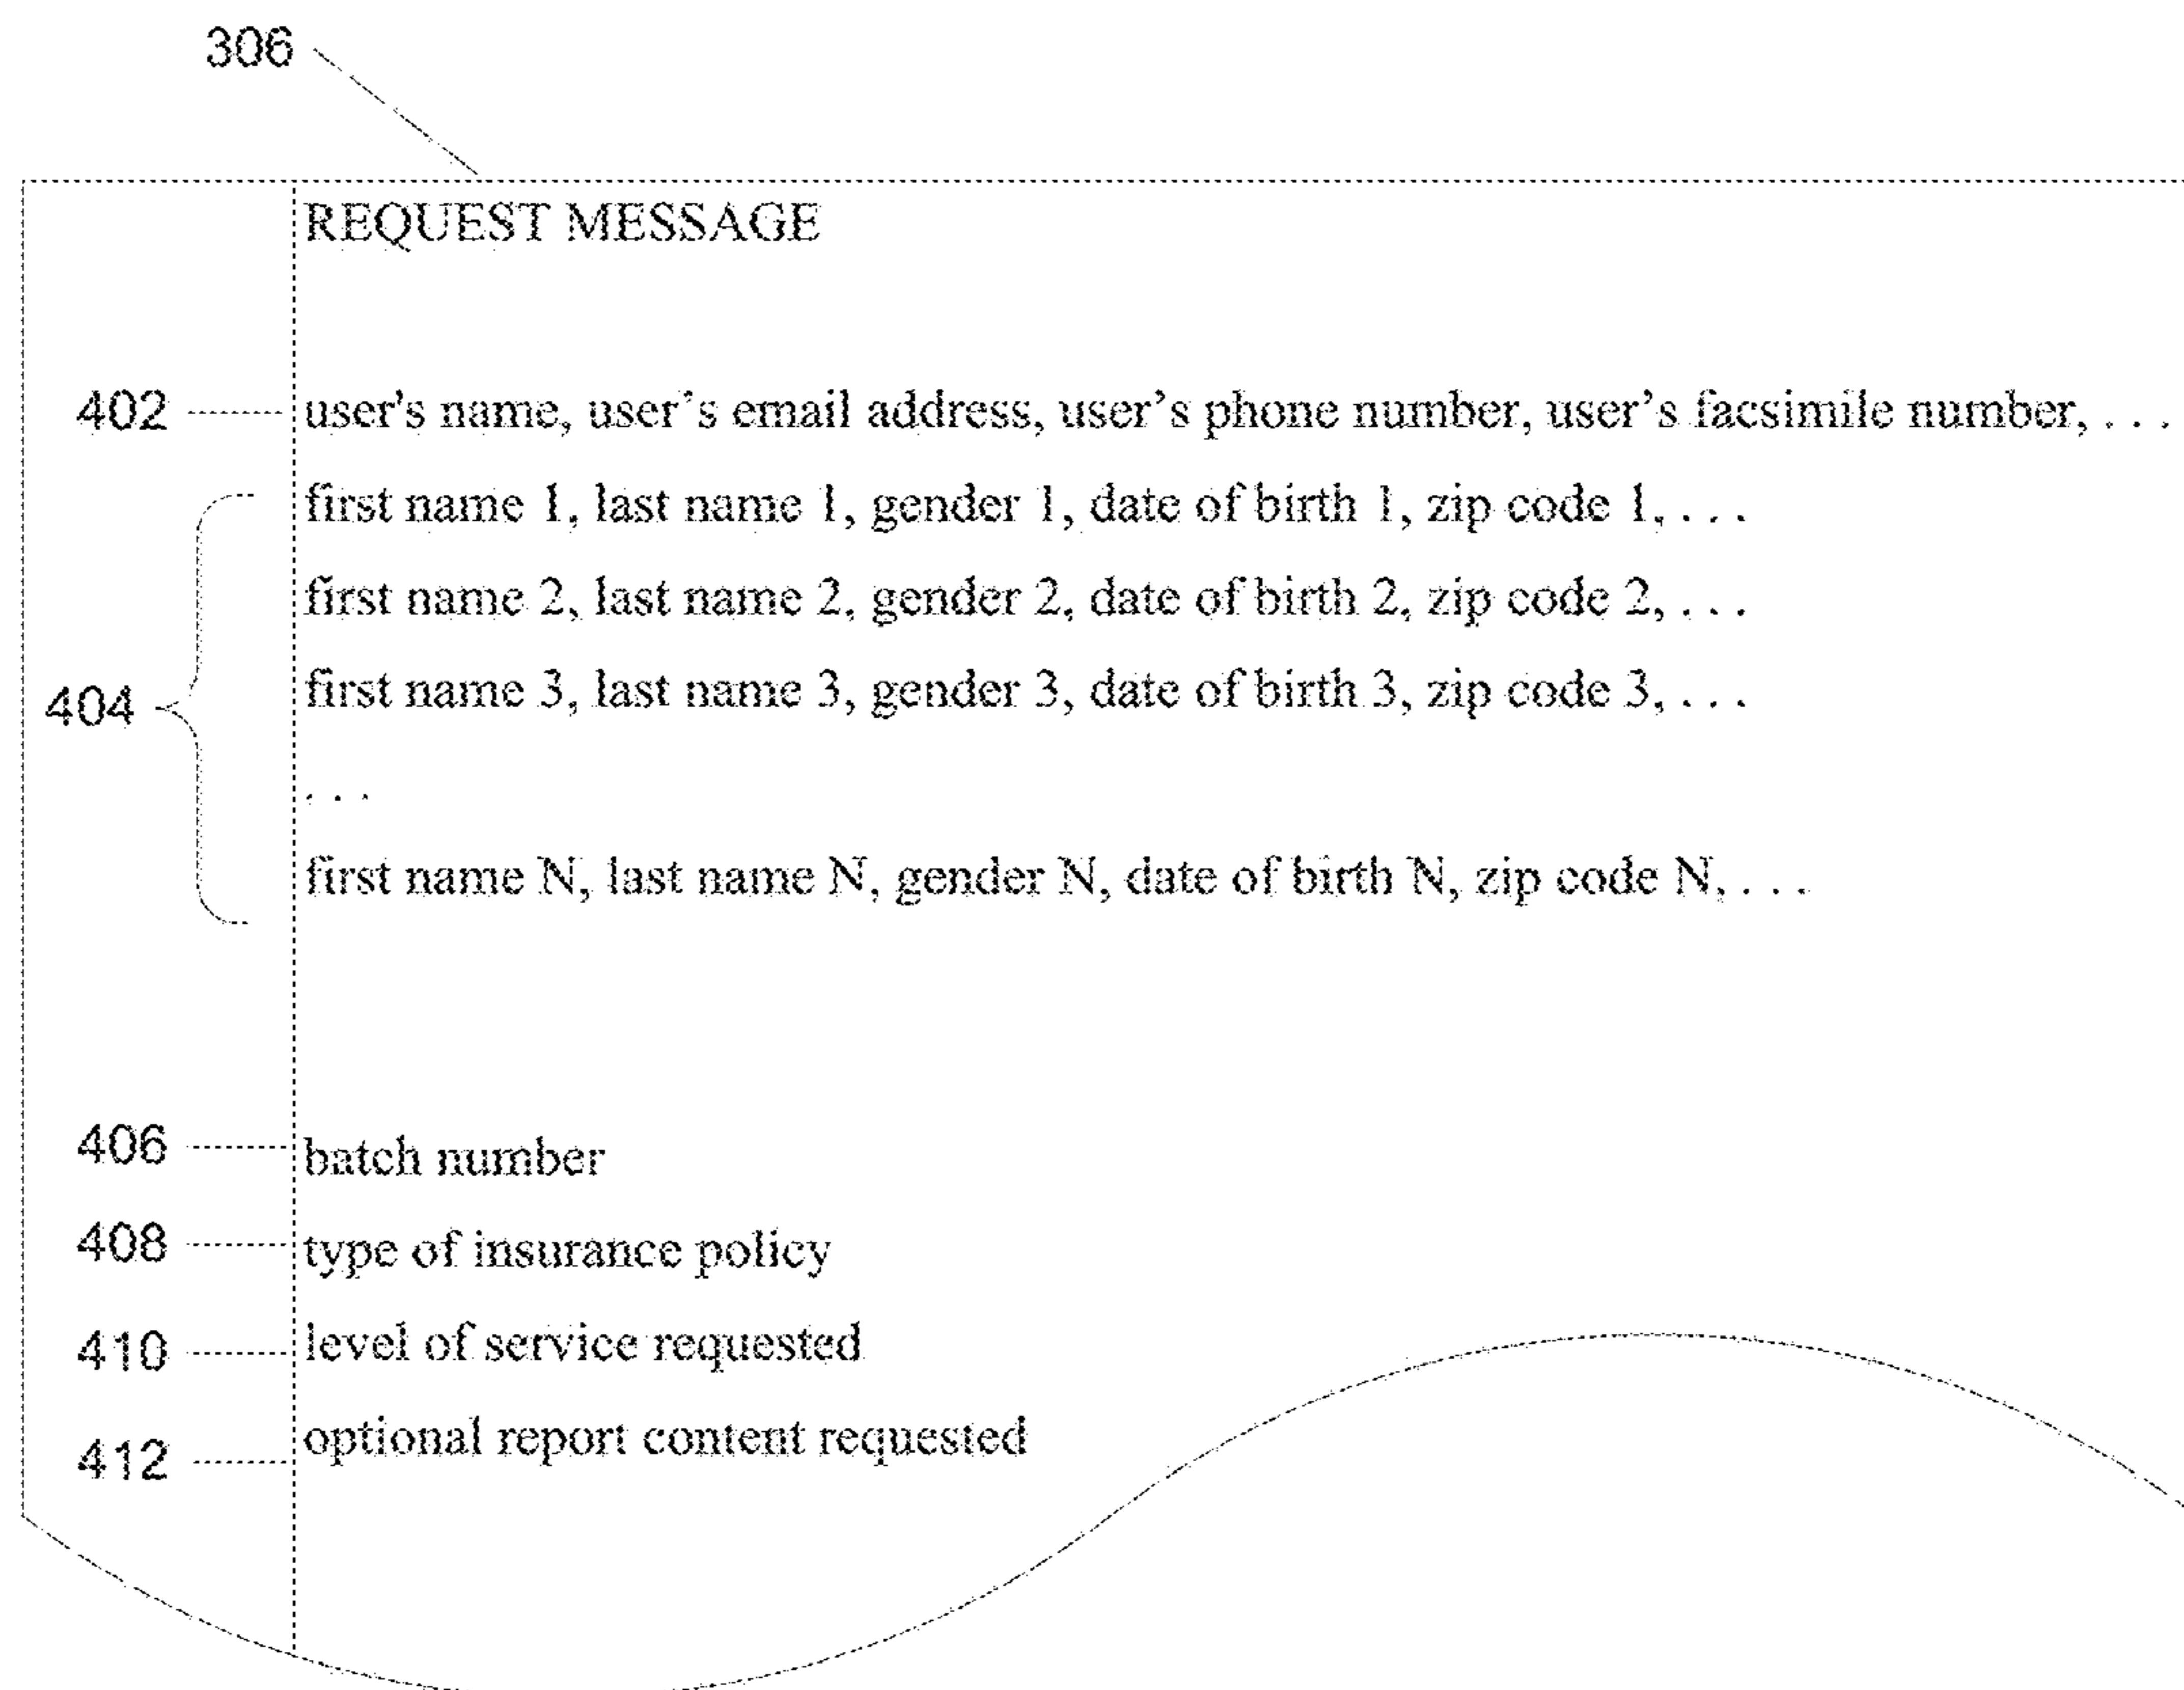 306
REQUEST MESSAGE
402 user's name, user's email address, user's phone number, user's facsimile number, . . .
first name 1, last name 1, gender 1, date of birth 1, zip code 1, . . .
first name 2, last name 2, gender 2, date of birth 2, zip code 2, . . .
404 first name 3, last name 3, gender 3, date of birth 3, zip code 3, . . .
. . .
first name N, last name N, gender N, date of birth N, zip code N, . . .
406 batch number
408 type of insurance policy
410 level of service requested
412 optional report content requested